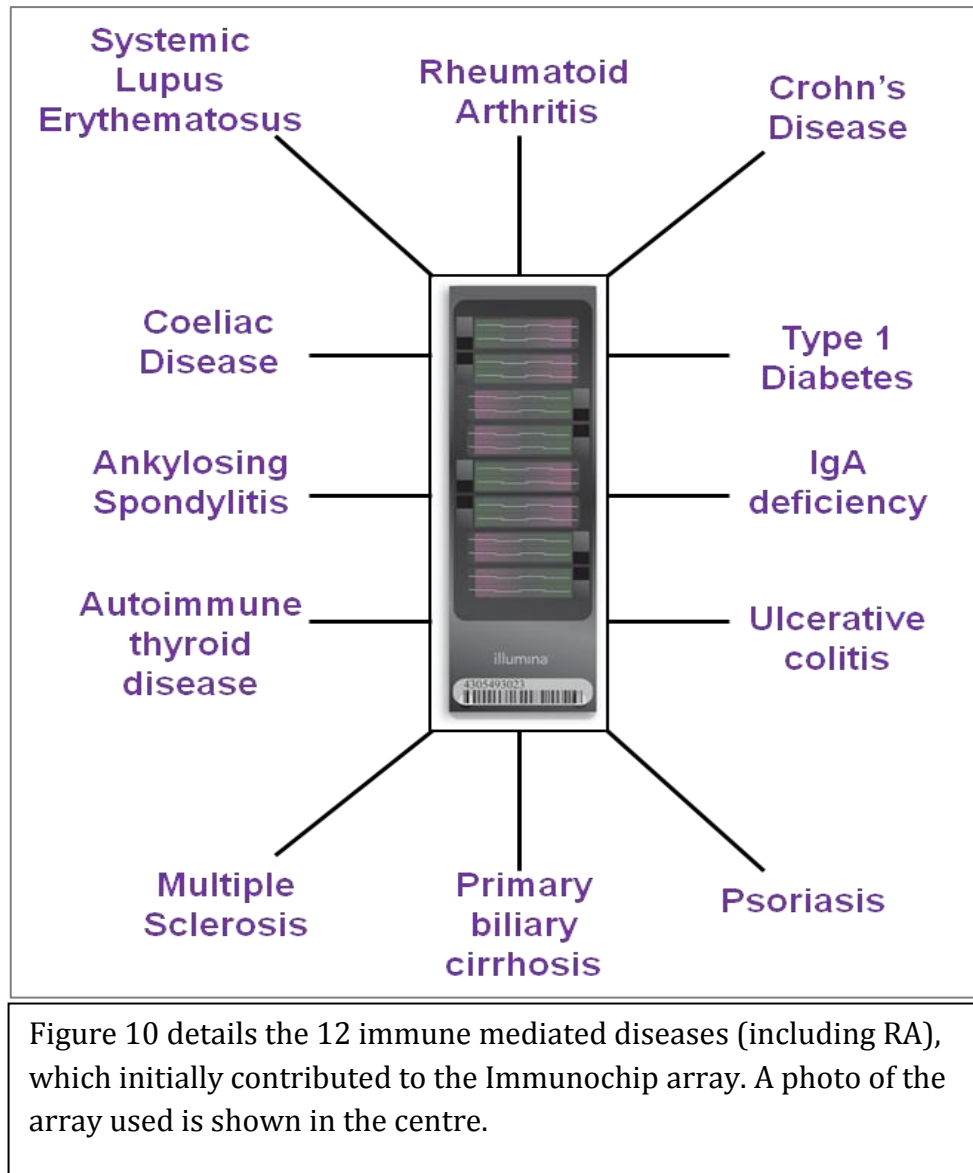 Systemic
Lupus
Erythematosus
Rheumatoid
Arthritis
Crohn's
Disease
Coeliac
Disease
Type 1
Diabetes
Ankylosing
Spondylitis
IgA
deficiency
Autoimmune
thyroid
disease
Ulcerative
colitis
illumina
4305493023
Multiple
Sclerosis
Primary
biliary
cirrhosis
Psoriasis
Figure 10 details the 12 immune mediated diseases (including RA),
which initially contributed to the Immunochip array. A photo of the
array used is shown in the centre.